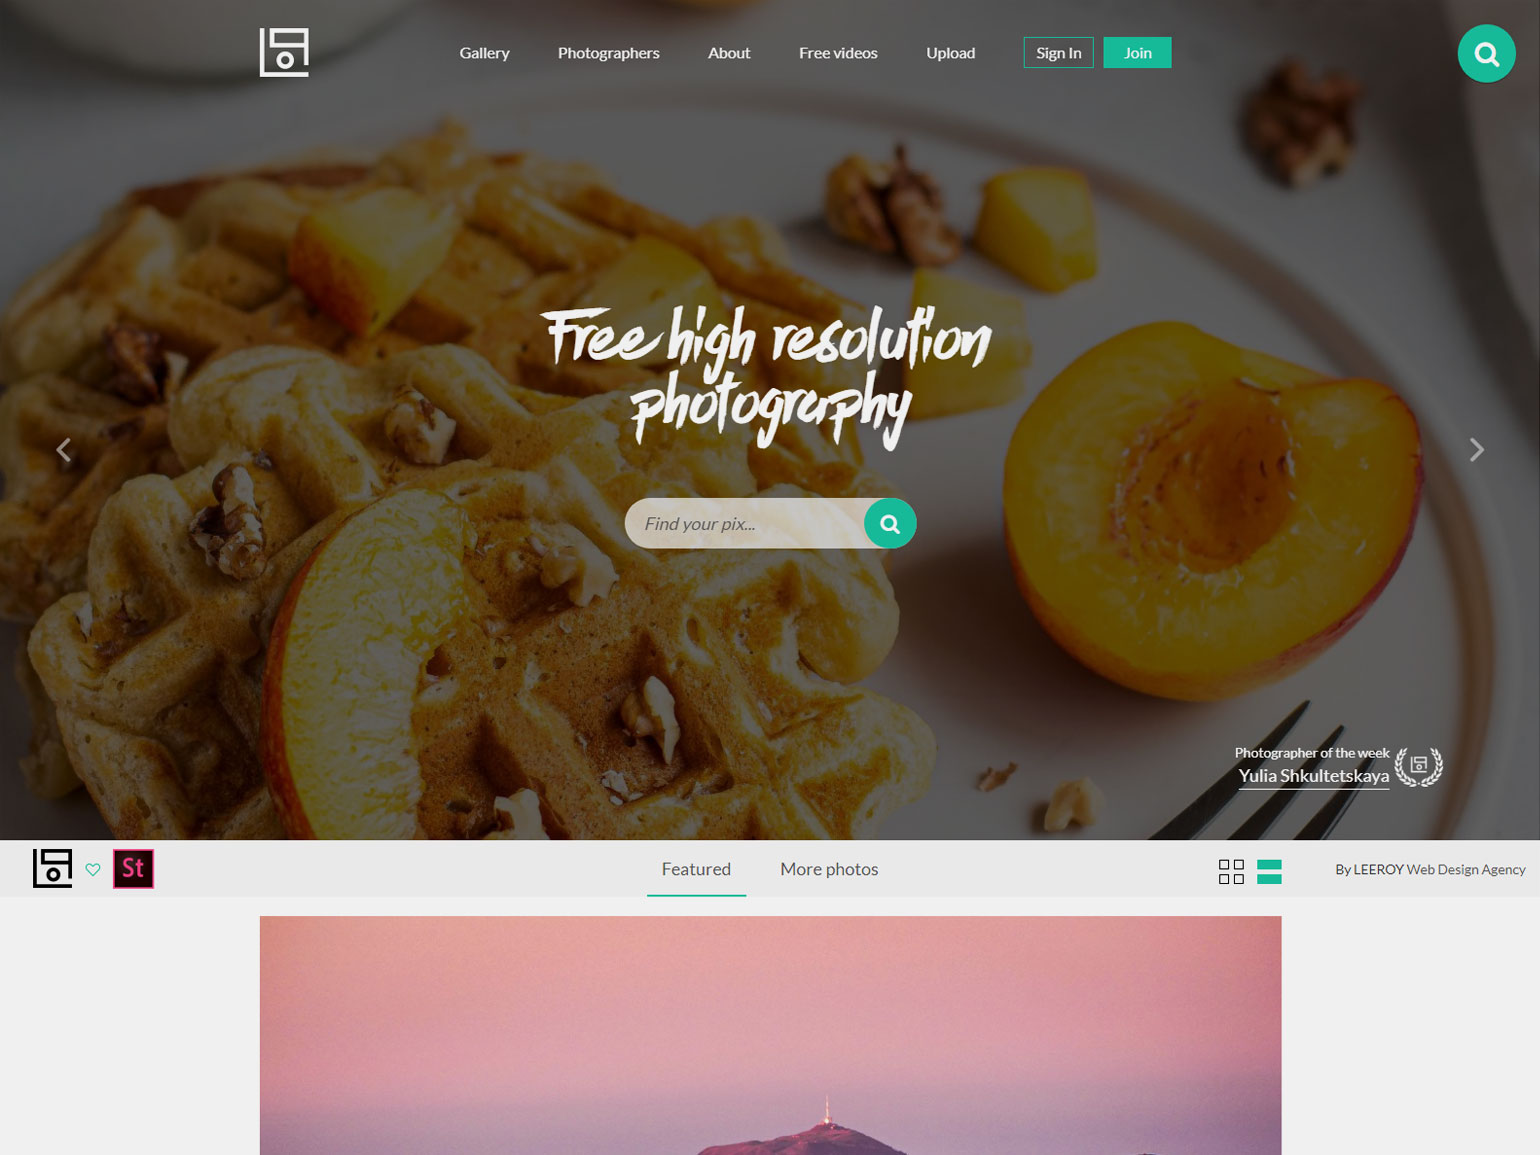 Gallery
Photographers
About
Free videos
Upload
Sign In
Join
Free high resolution
photography
Find your pix...
Photographer of the week
Yulia Shkultetskaya
St
Featured
More photos
By LEEROY Web Design Agency